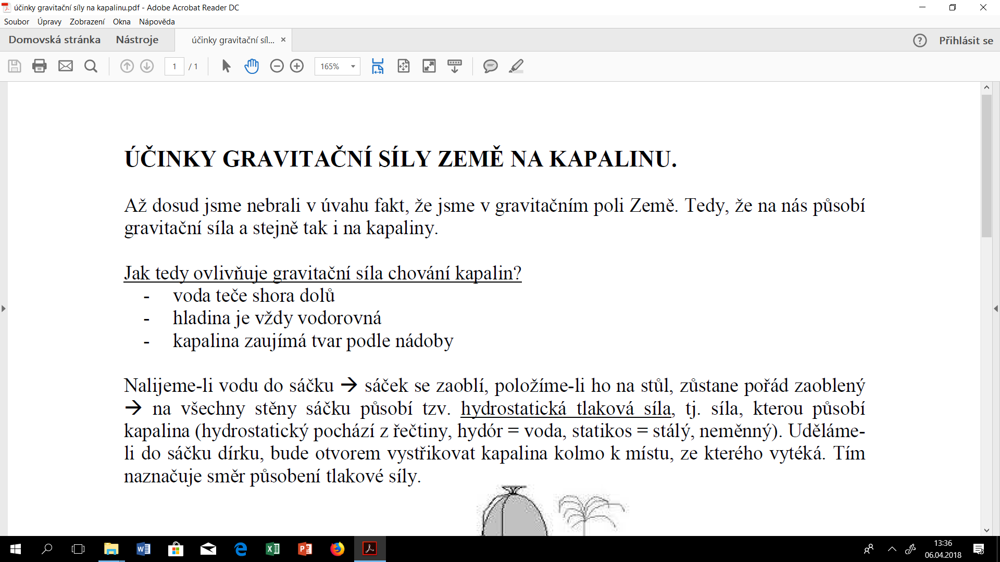 účinky gravitační síly na kapalinu.pdf - Adobe Acrobat Reader DC
Soubor Úpravy Zobrazení Okna Nápověda
Domovská stránka Nástroje účinky gravitační síl... × ? Přihlásit se
1 / 1 165%
ÚČINKY GRAVITAČNÍ SÍLY ZEMĚ NA KAPALINU.
Až dosud jsme nebrali v úvahu fakt, že jsme v gravitačním poli Země. Tedy, že na nás působí
gravitační síla a stejně tak i na kapaliny.
Jak tedy ovlivňuje gravitační síla chování kapalin?
- voda teče shora dolů
- hladina je vždy vodorovná
- kapalina zaujímá tvar podle nádoby
Nalijeme-li vodu do sáčku → sáček se zaoblí, položíme-li ho na stůl, zůstane pořád zaoblený
→ na všechny stěny sáčku působí tzv. hydrostatická tlaková síla, tj. síla, kterou působí
kapalina (hydrostatický pochází z řečtiny, hydór = voda, statikos = stálý, neměnný). Uděláme-
li do sáčku dírku, bude otvorem vystřikovat kapalina kolmo k místu, ze kterého vytéká. Tím
naznačuje směr působení tlakové síly.
13:36
06.04.2018